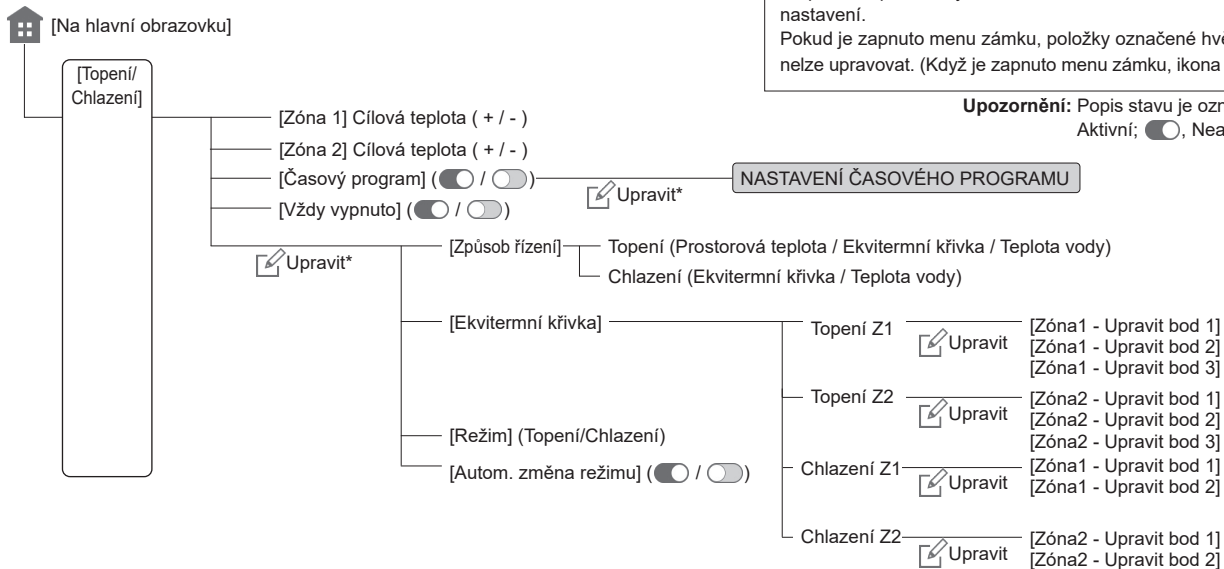 [Na hlavní obrazovku]
nastavení.
Pokud je zapnuto menu zámku, položky označené
nelze upravovat. (Když je zapnuto menu zámku, ikona
Upozornění: Popis stavu je
Aktivní; ,
[Topení/
Chlazení]
[Zóna 1] Cílová teplota ( + / - )
[Zóna 2] Cílová teplota ( + / - )
[Časový program] ( / )
Upravit*
NASTAVENÍ ČASOVÉHO PROGRAMU
[Vždy vypnuto] ( / )
Upravit*
[Způsob řízení]
Topení (Prostorová teplota / Ekvitermní křivka / Teplota vody)
Chlazení (Ekvitermní křivka / Teplota vody)
[Ekvitermní křivka]
Topení Z1
Upravit
[Zóna1 - Upravit bod 1]
[Zóna1 - Upravit bod 2]
[Zóna1 - Upravit bod 3]
Topení Z2
Upravit
[Zóna2 - Upravit bod 1]
[Zóna2 - Upravit bod 2]
[Zóna2 - Upravit bod 3]
Chlazení Z1
Upravit
[Zóna1 - Upravit bod 1]
[Zóna1 - Upravit bod 2]
Chlazení Z2
Upravit
[Zóna2 - Upravit bod 1]
[Zóna2 - Upravit bod 2]
[Režim] (Topení/Chlazení)
[Autom. změna režimu] ( / )